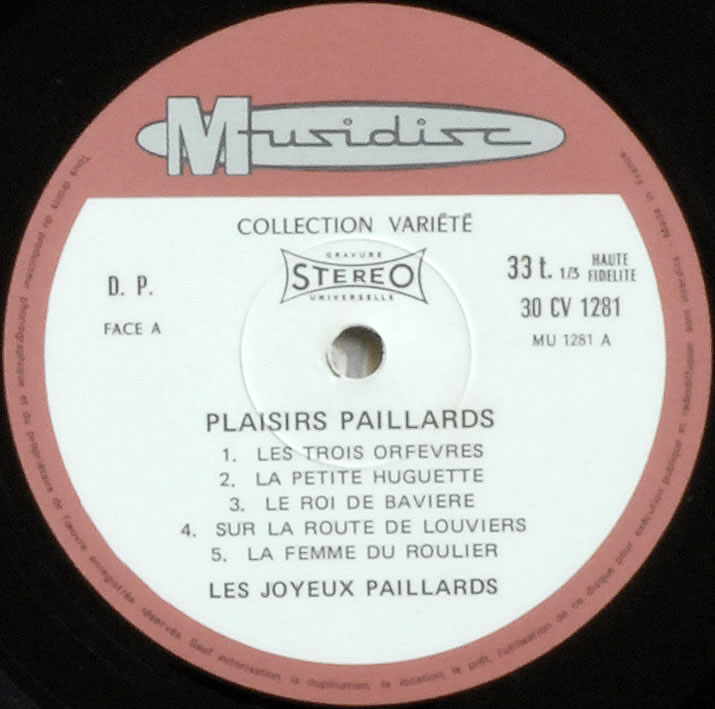 Musidisc
COLLECTION VARIÉTÉ
GRAVURE
STEREO
UNIVERSELLE
D. P.
FACE A
33 t. 1/3 HAUTE FIDELITE
30 CV 1281
MU 1281 A
PLAISIRS PAILLARDS
1. LES TROIS ORFEVRES
2. LA PETITE HUGUETTE
3. LE ROI DE BAVIERE
4. SUR LA ROUTE DE LOUVIERS
5. LA FEMME DU ROULIER
LES JOYEUX PAILLARDS
Tous droits du producteur phonographique et du propriétaire de l'œuvre enregistrée réservés. Sauf autorisation la duplication, la location, le prêt, l'utilisation de ce disque pour exécution publique et radiodiffusion sont interdits - Made in France